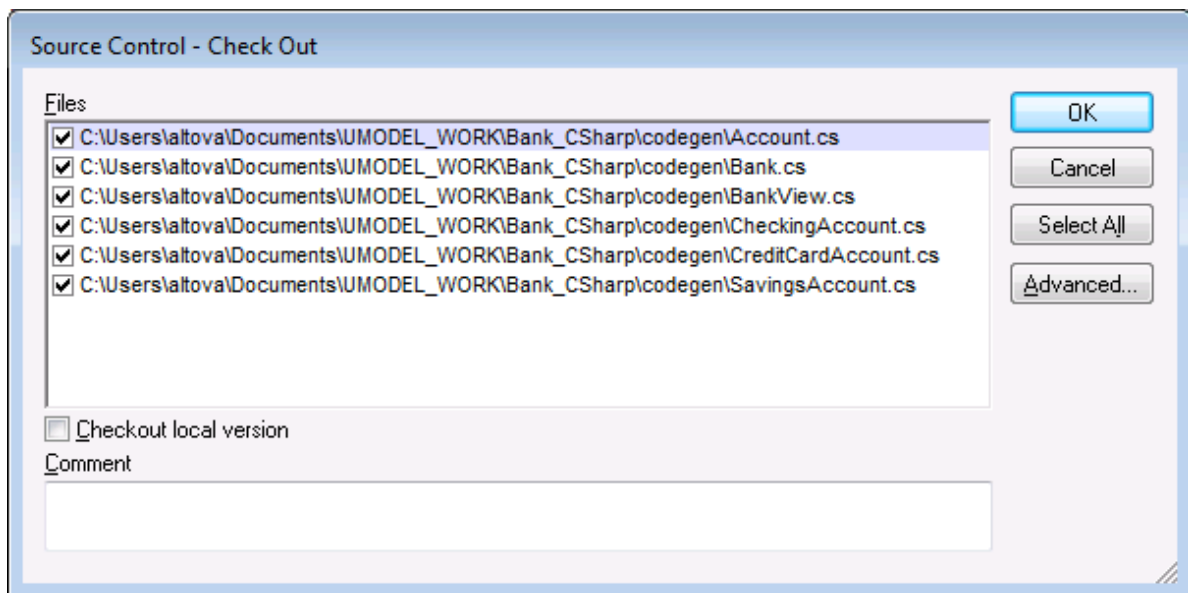 Source Control - Check Out
Files
C:\Users\altova\Documents\UMODEL_WORK\Bank_CSharp\codegen\Account.cs
C:\Users\altova\Documents\UMODEL_WORK\Bank_CSharp\codegen\Bank.cs
C:\Users\altova\Documents\UMODEL_WORK\Bank_CSharp\codegen\BankView.cs
C:\Users\altova\Documents\UMODEL_WORK\Bank_CSharp\codegen\CheckingAccount.cs
C:\Users\altova\Documents\UMODEL_WORK\Bank_CSharp\codegen\CreditCardAccount.cs
C:\Users\altova\Documents\UMODEL_WORK\Bank_CSharp\codegen\SavingsAccount.cs
Checkout local version
Comment
OK
Cancel
Select All
Advanced...